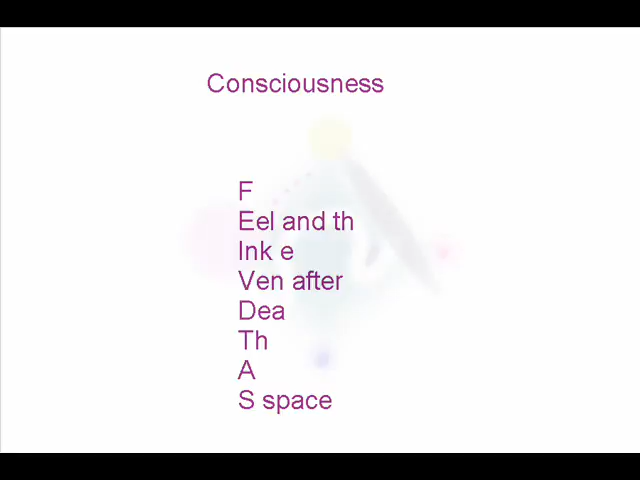 Consciousness
F
Eel and th
Ink e
Ven after
Dea
Th
A
S space